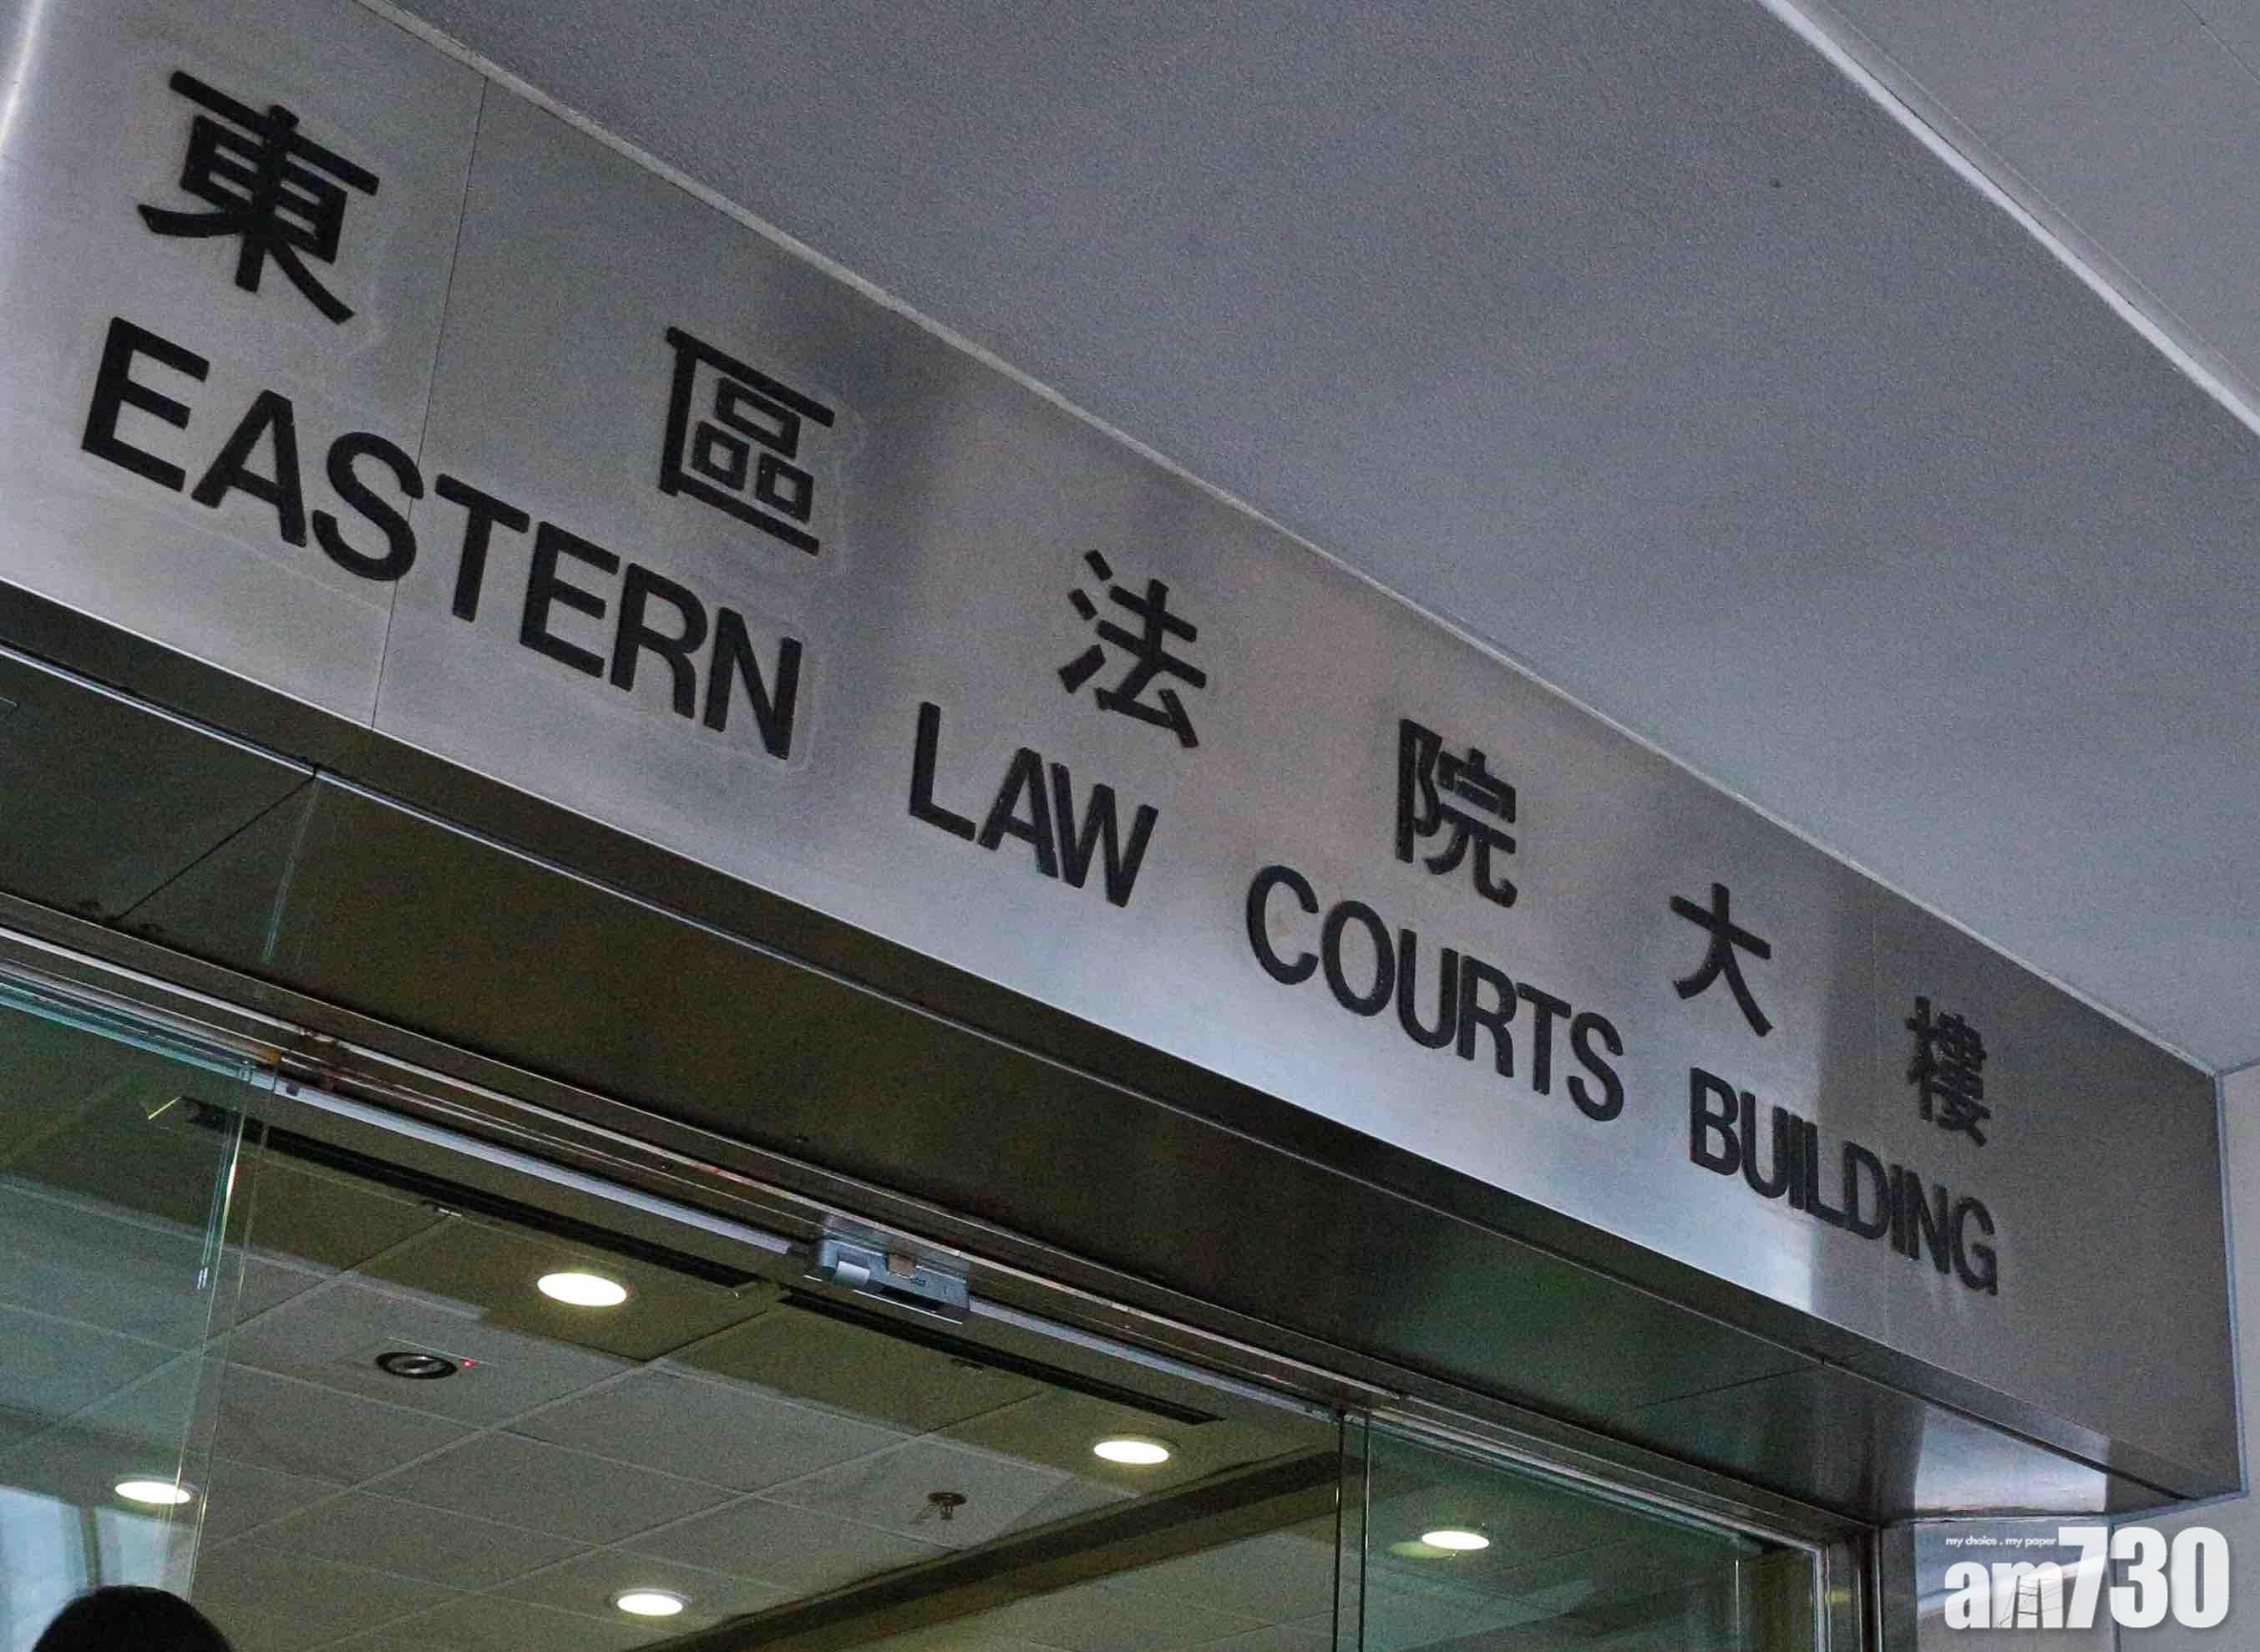 東區法院大樓
EASTERN LAW COURTS BUILDING
my choice . my paper
am730